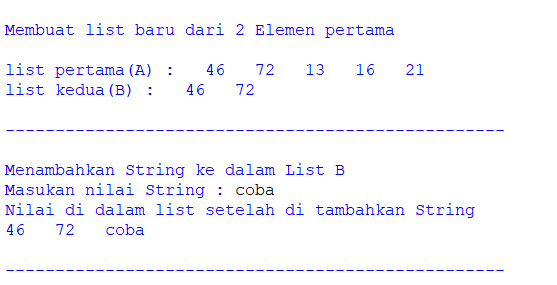 Membuat list baru dari 2 Elemen pertama
list pertama(A) :   46   72   13   16   21
list kedua(B) :   46   72
--------------------------------------------------
Menambahkan String ke dalam List B
Masukan nilai String : coba
Nilai di dalam list setelah di tambahkan String
46   72   coba
--------------------------------------------------